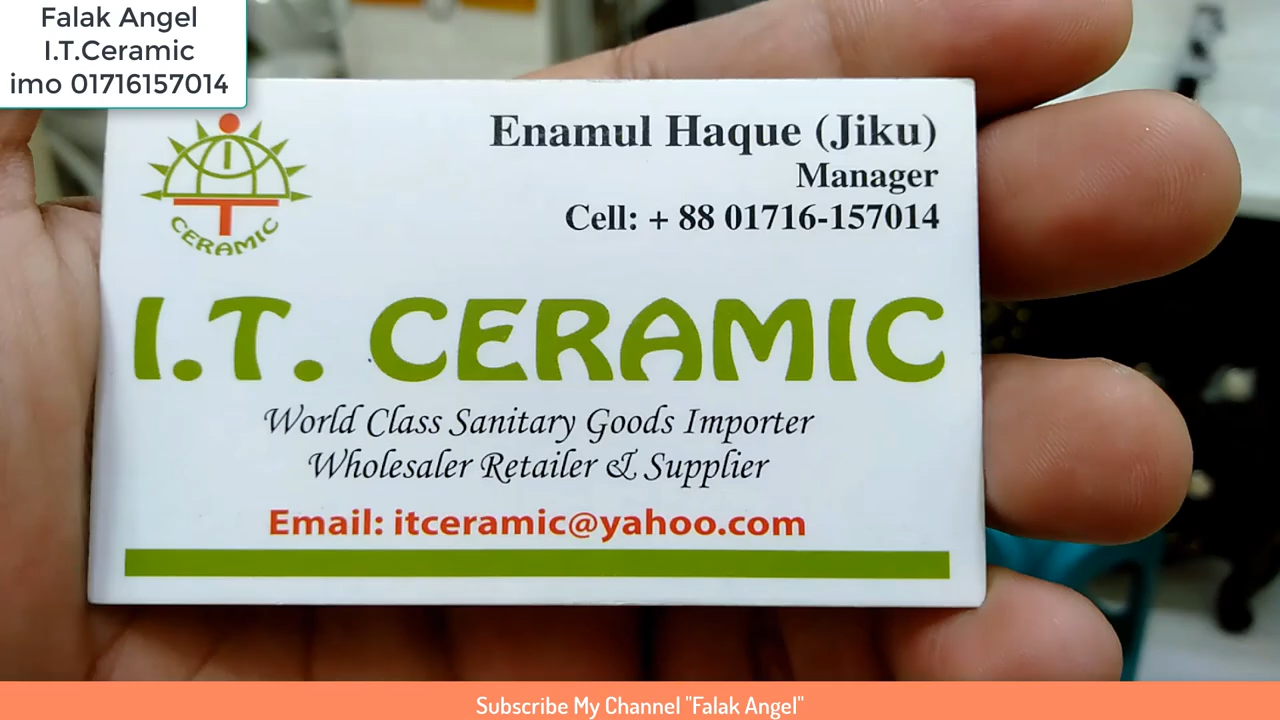 Falak Angel
I.T.Ceramic
imo 01716157014
Enamul Haque (Jiku)
Manager
Cell: + 88 01716-157014
i
CERAMIC
I.T. CERAMIC
World Class Sanitary Goods Importer
Wholesaler Retailer & Supplier
Email: itceramic@yahoo.com
Subscribe My Channel "Falak Angel"